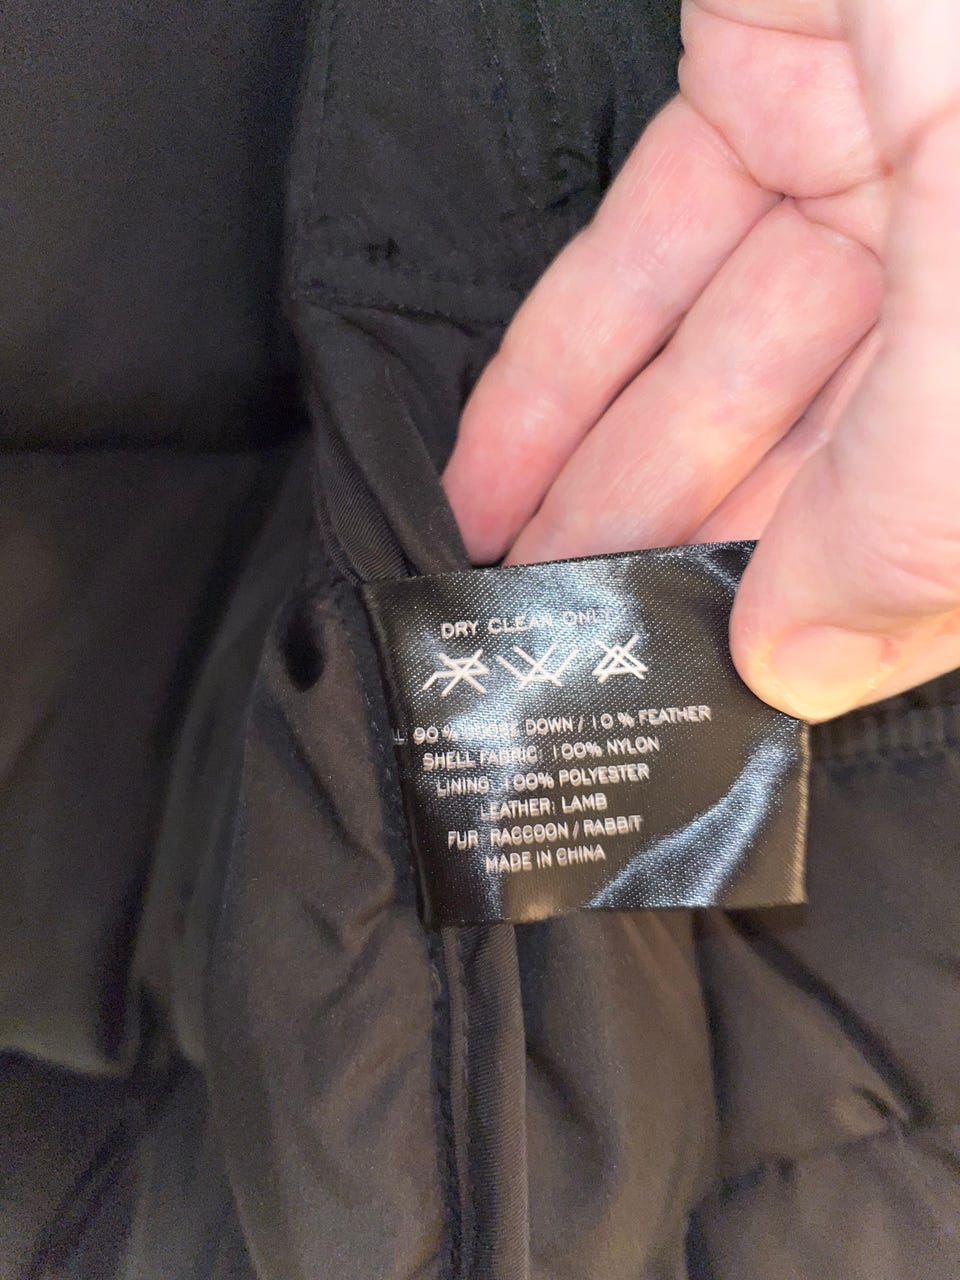 DRY CLEAN ONLY
90% DOWN / 10% FEATHER
SHELL FABRIC: 100% NYLON
LINING: 100% POLYESTER
LEATHER: LAMB
FUR RACCOON / RABBIT
MADE IN CHINA